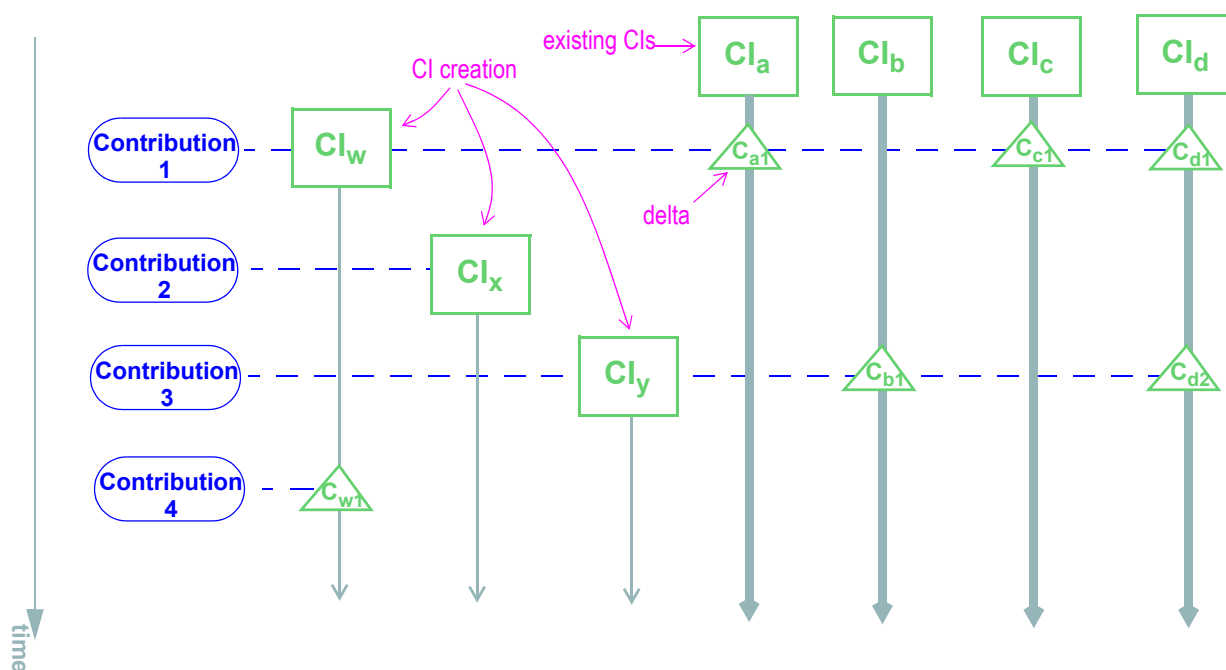 existing CIs
CIa
CIb
CIc
CId
CI creation
Contribution
1
CIw
Ca1
Cc1
Cd1
delta
Contribution
2
CIx
Contribution
3
CIy
Cb1
Cd2
Contribution
4
Cw1
time